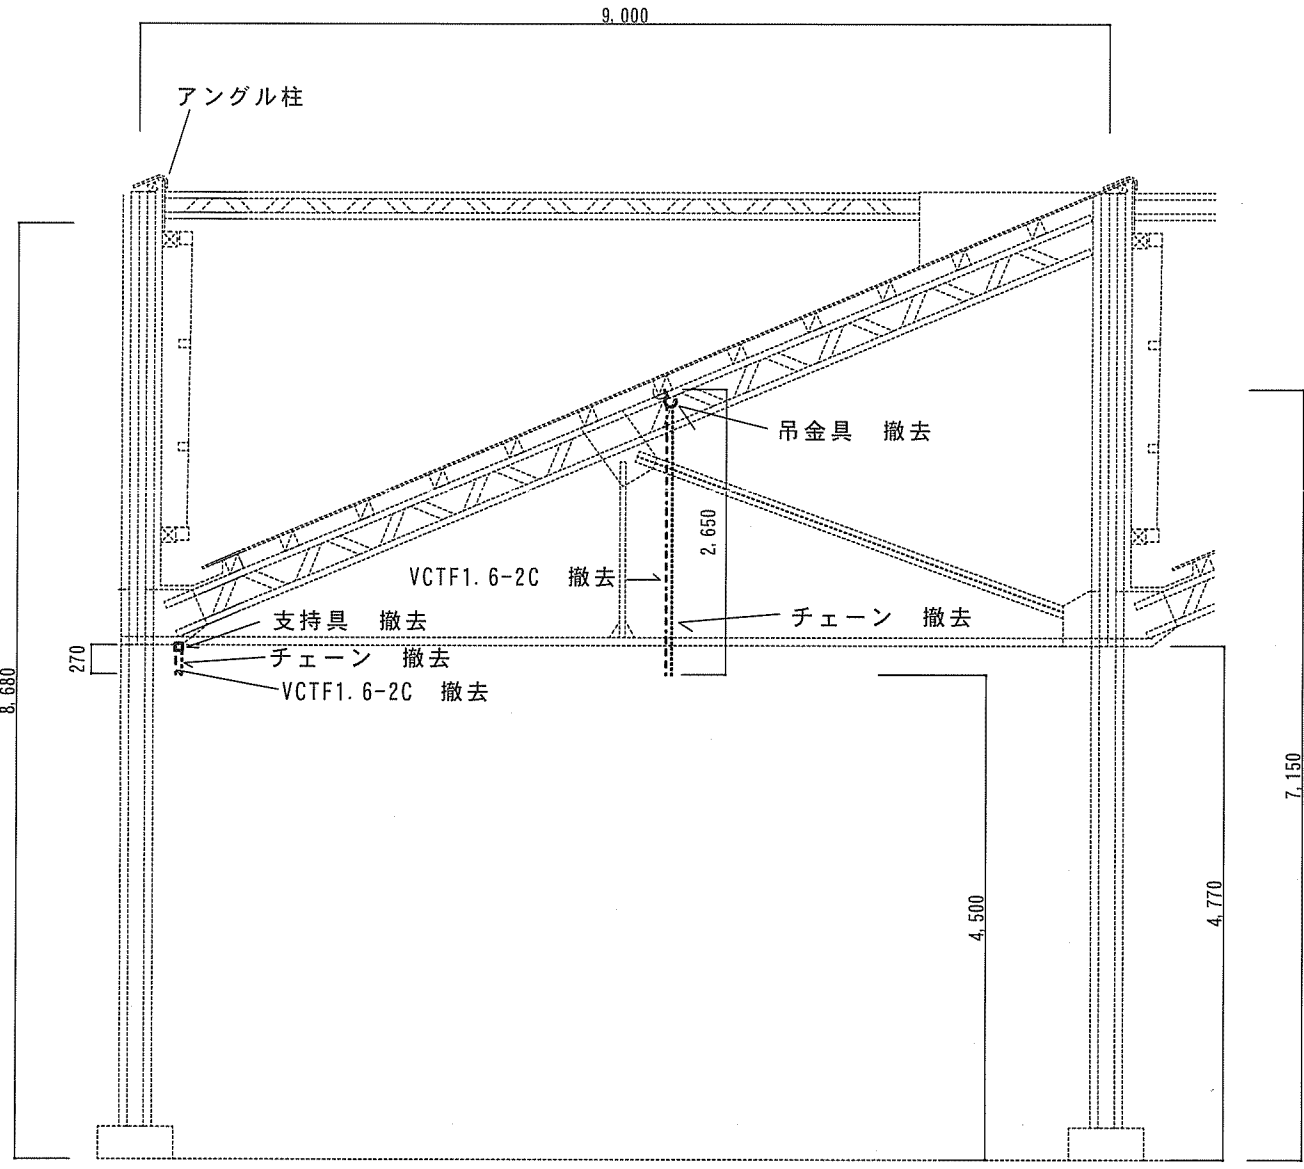 9,000
アングル柱
吊金具 撤去
2,650
VCTF1.6-2C 撤去
チェーン 撤去
支持具 撤去
チェーン 撤去
VCTF1.6-2C 撤去
270
8,680
7,150
4,500
4,770